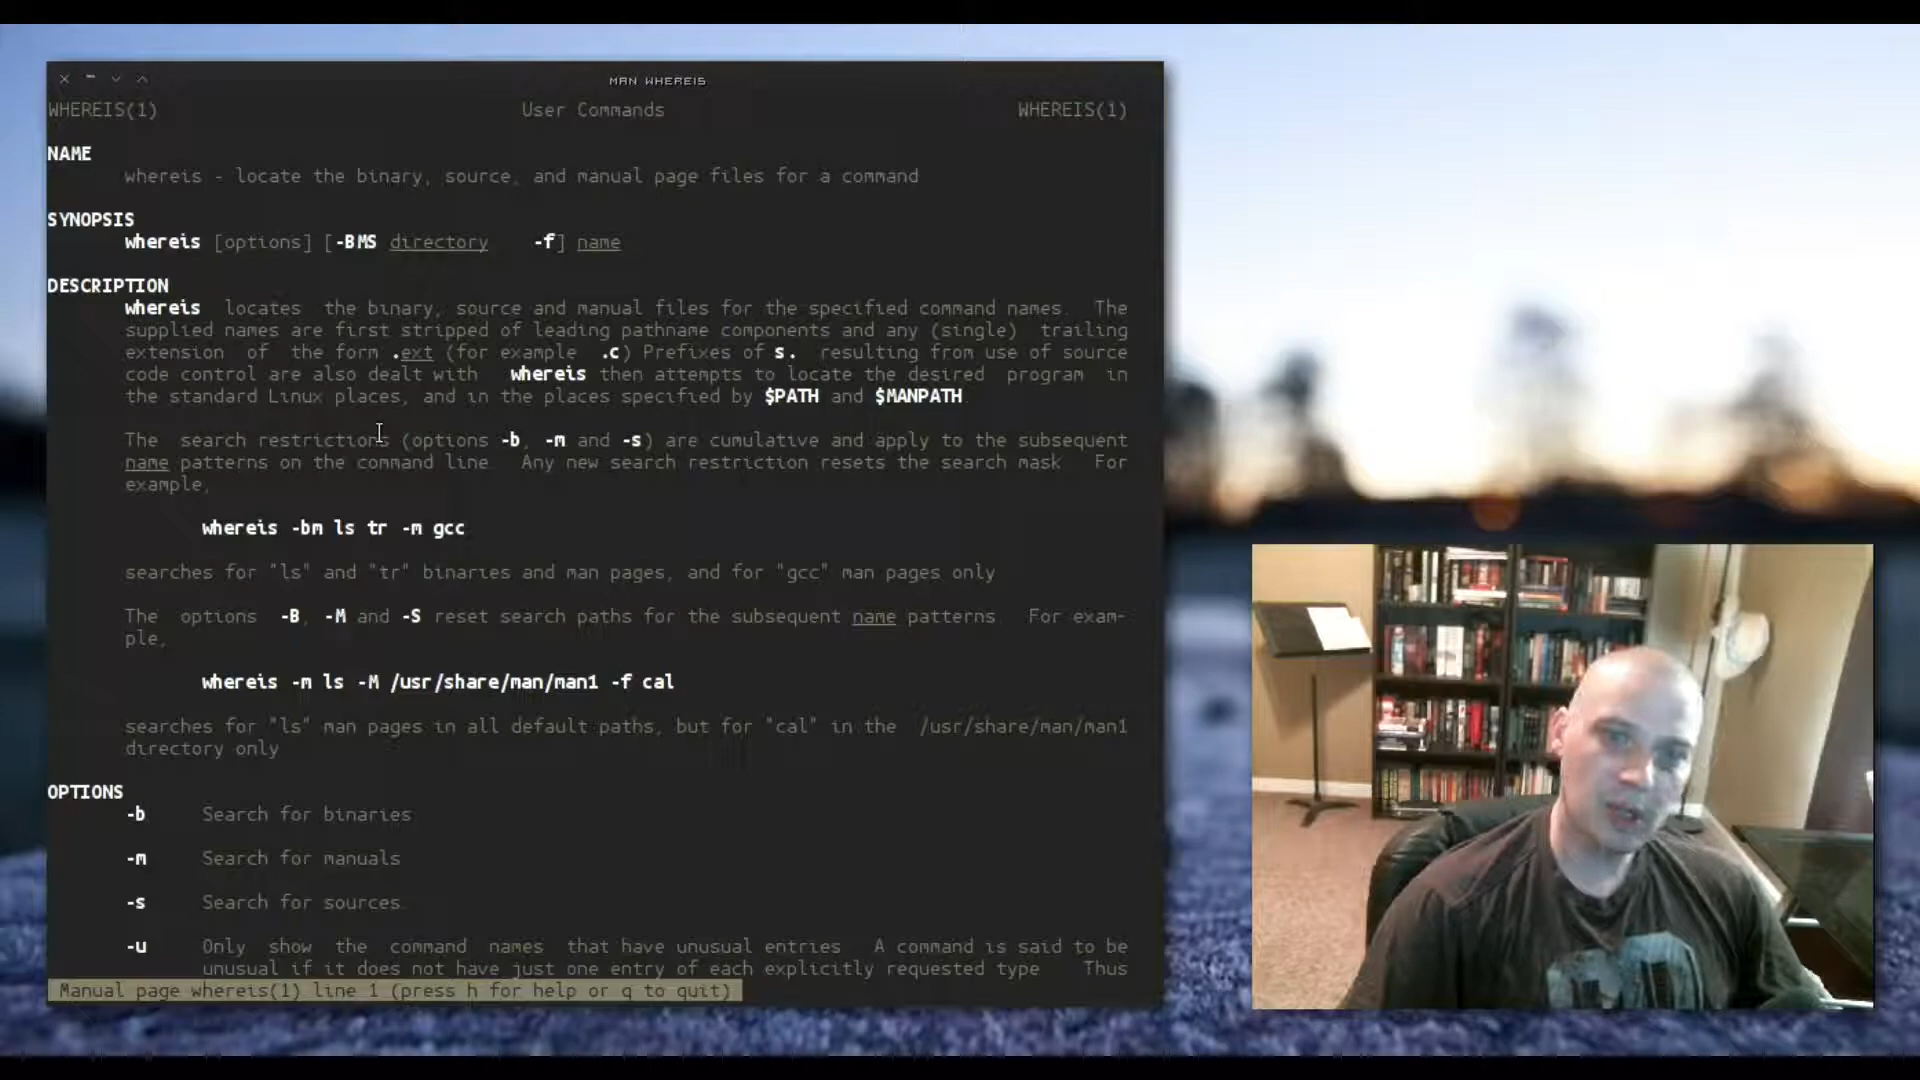 MAN WHEREIS
WHEREIS(1) User Commands WHEREIS(1)
NAME
whereis - locate the binary, source, and manual page files for a command
SYNOPSIS
whereis [options] [-BMS directory -f] name
DESCRIPTION
whereis locates the binary, source and manual files for the specified command names. The
supplied names are first stripped of leading pathname components and any (single) trailing
extension of the form .ext (for example .c) Prefixes of s. resulting from use of source
code control are also dealt with whereis then attempts to locate the desired program in
the standard Linux places, and in the places specified by $PATH and $MANPATH
The search restrictions (options -b, -m and -s) are cumulative and apply to the subsequent
name patterns on the command line Any new search restriction resets the search mask For
example,
whereis -bm ls tr -m gcc
searches for "ls" and "tr" binaries and man pages, and for "gcc" man pages only
The options -B, -M and -S reset search paths for the subsequent name patterns For exam-
ple,
whereis -m ls -M /usr/share/man/man1 -f cal
searches for "ls" man pages in all default paths, but for "cal" in the /usr/share/man/man1
directory only
OPTIONS
-b Search for binaries
-m Search for manuals
-s Search for sources
-u Only show the command names that have unusual entries A command is said to be
unusual if it does not have just one entry of each explicitly requested type Thus
Manual page whereis(1) line 1 (press h for help or q to quit)